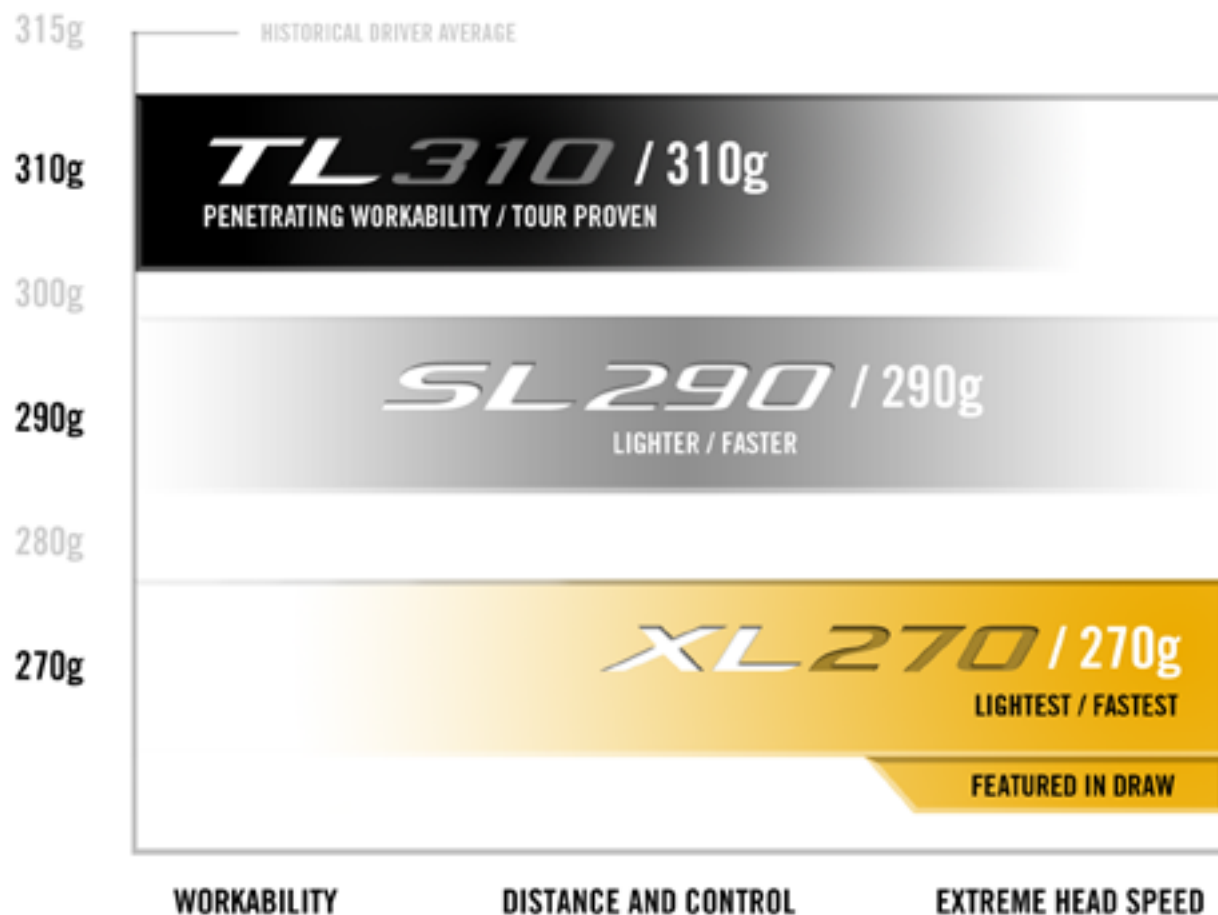 315g HISTORICAL DRIVER AVERAGE
310g TL310 / 310g
PENETRATING WORKABILITY / TOUR PROVEN
300g
290g SL290 / 290g
LIGHTER / FASTER
280g
270g XL270 / 270g
LIGHTEST / FASTEST
FEATURED IN DRAW
WORKABILITY DISTANCE AND CONTROL EXTREME HEAD SPEED